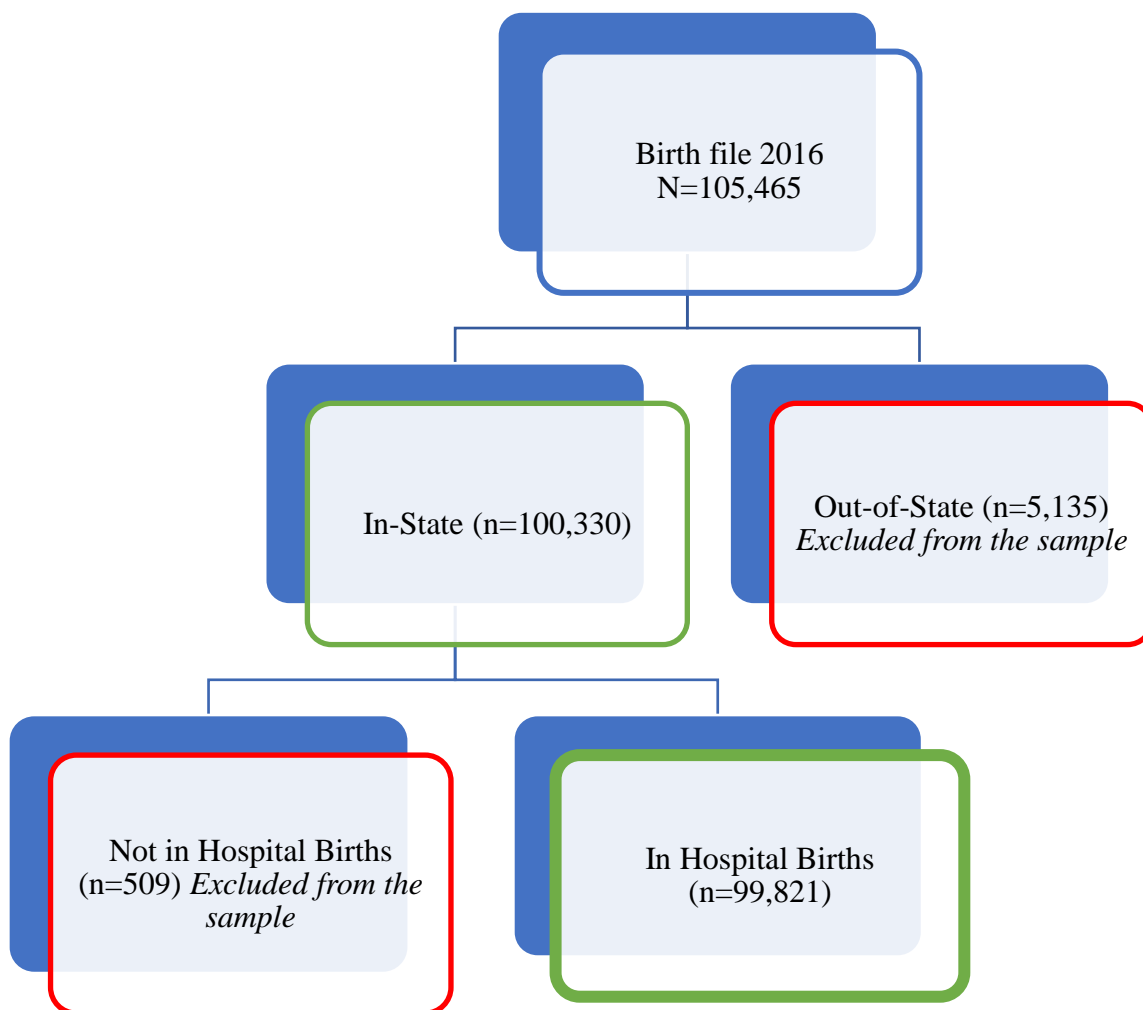 Birth file 2016
N=105,465
In-State (n=100,330)
Out-of-State (n=5,135)
Excluded from the sample
Not in Hospital Births
(n=509) Excluded from the
sample
In Hospital Births
(n=99,821)